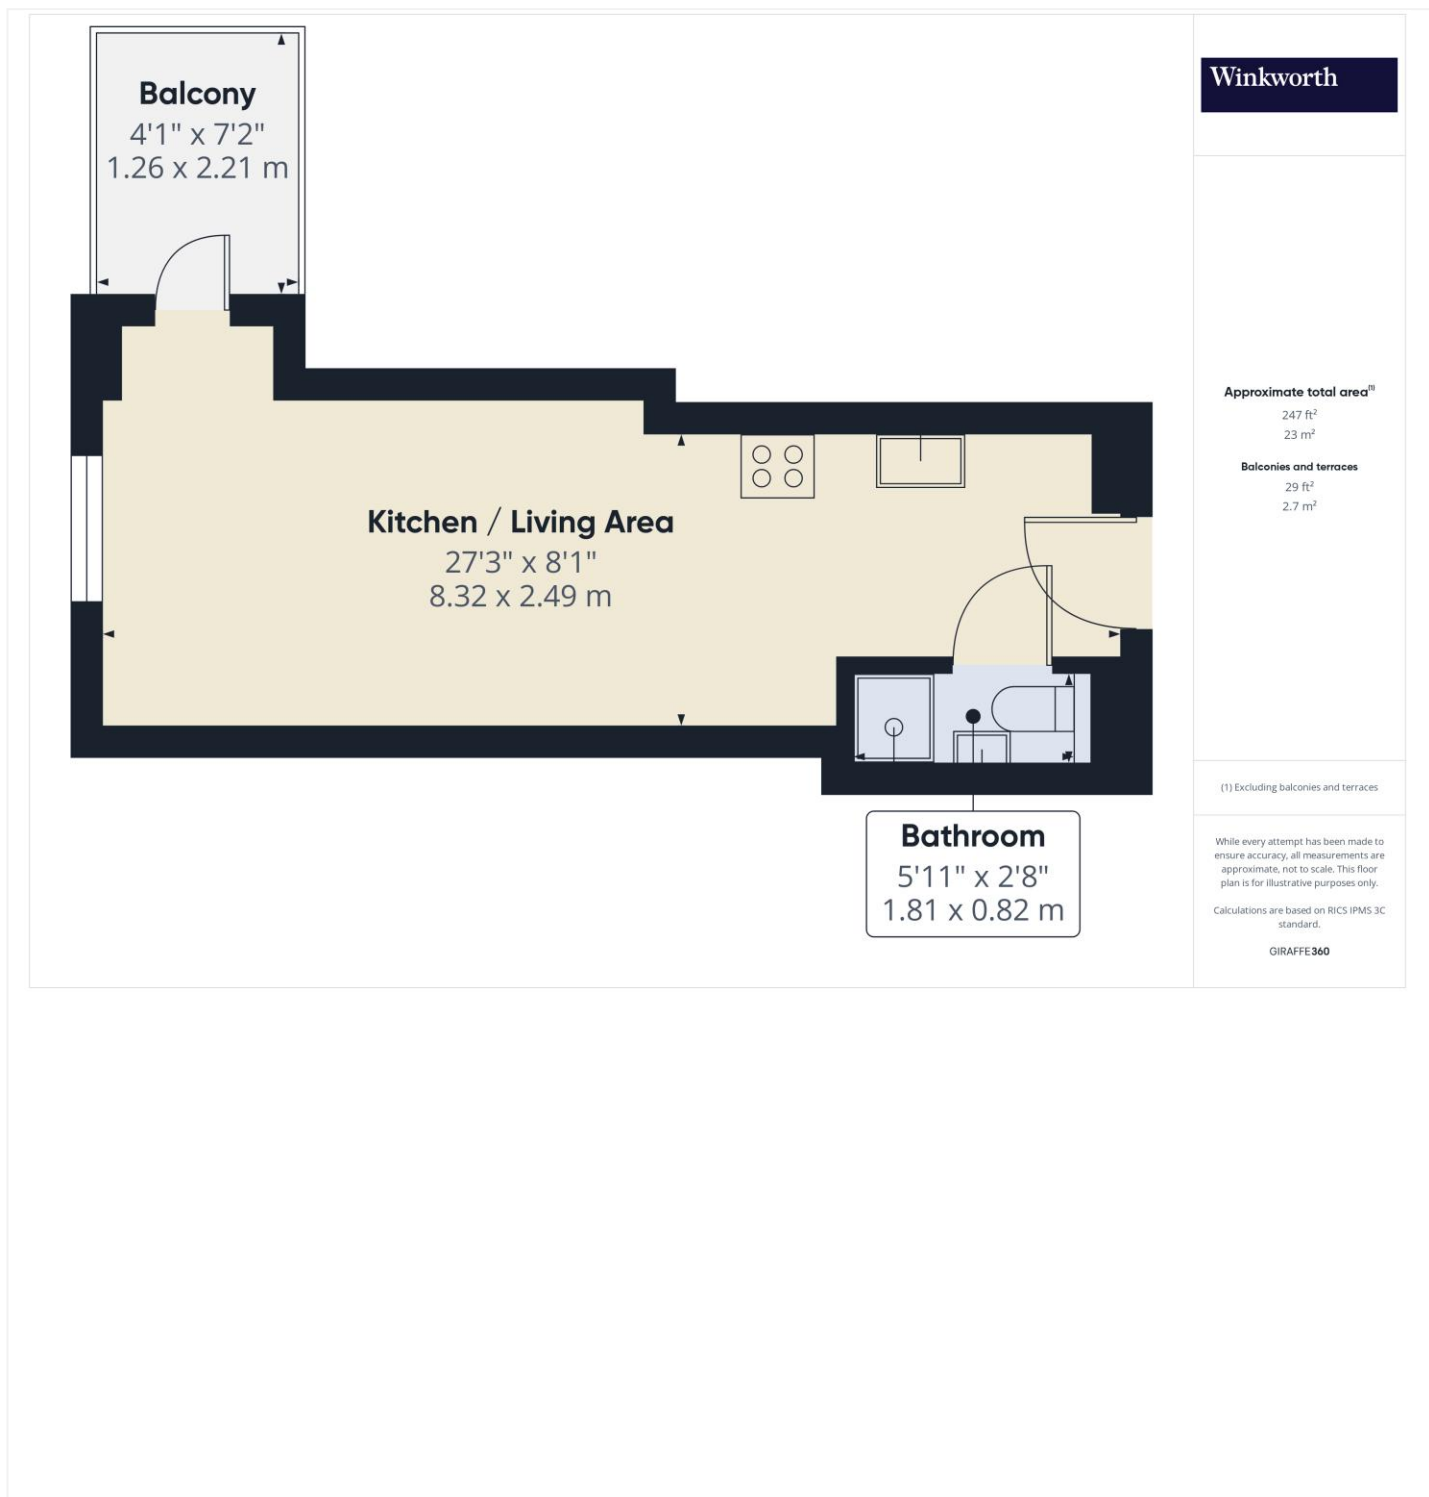 Balcony
4'1" x 7'2"
1.26 x 2.21 m
Kitchen / Living Area
27'3" x 8'1"
8.32 x 2.49 m
Bathroom
5'11" x 2'8"
1.81 x 0.82 m
Winkworth
Approximate total area(1)
247 ft²
23 m²
Balconies and terraces
29 ft²
2.7 m²
(1) Excluding balconies and terraces
While every attempt has been made to
ensure accuracy, all measurements are
approximate, not to scale. This floor
plan is for illustrative purposes only.
Calculations are based on RICS IPMS 3C
standard.
GIRAFFE360